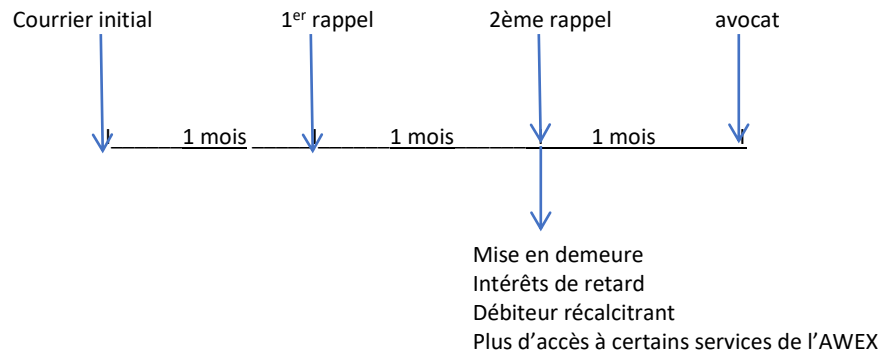 Courrier initial 1er rappel 2ème rappel avocat
1 mois 1 mois 1 mois
Mise en demeure
Intérêts de retard
Débiteur récalcitrant
Plus d’accès à certains services de l’AWEX